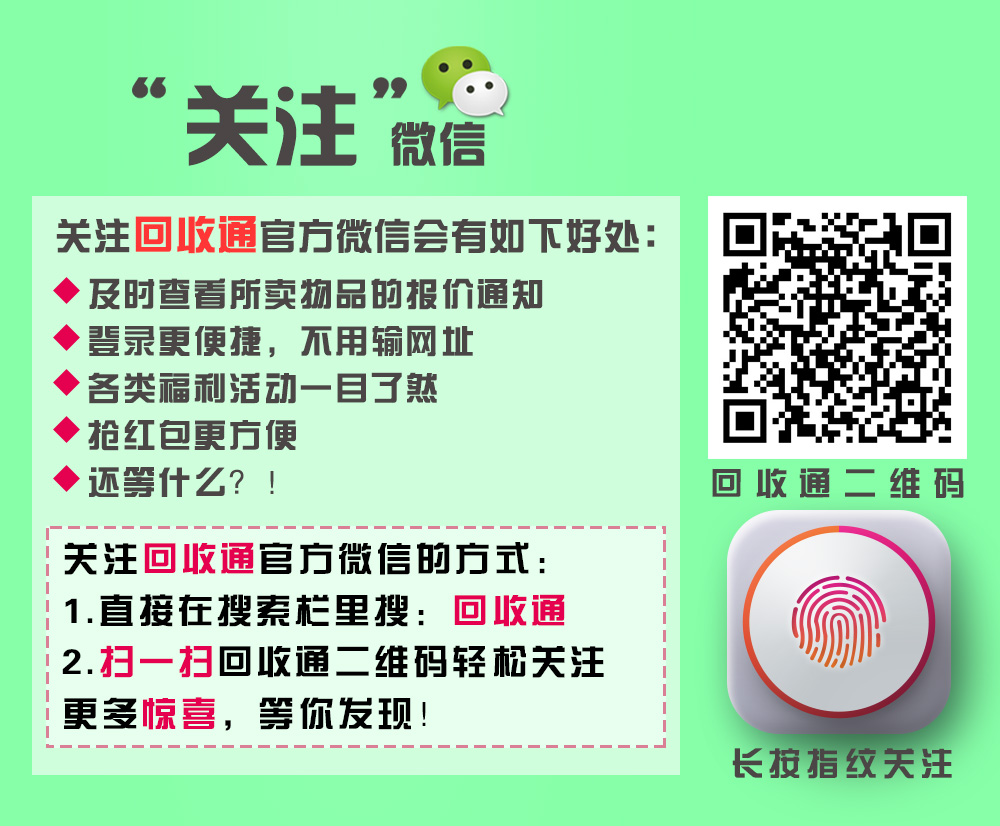 “关注”
微信
关注回收通官方微信会有如下好处：
及时查看所卖物品的报价通知
登录更便捷，不用输网址
各类福利活动一目了然
抢红包更方便
还等什么？！
关注回收通官方微信的方式：
1.直接在搜索栏里搜：回收通
2.扫一扫回收通二维码轻松关注
更多惊喜，等你发现！
回收通二维码
长按指纹关注